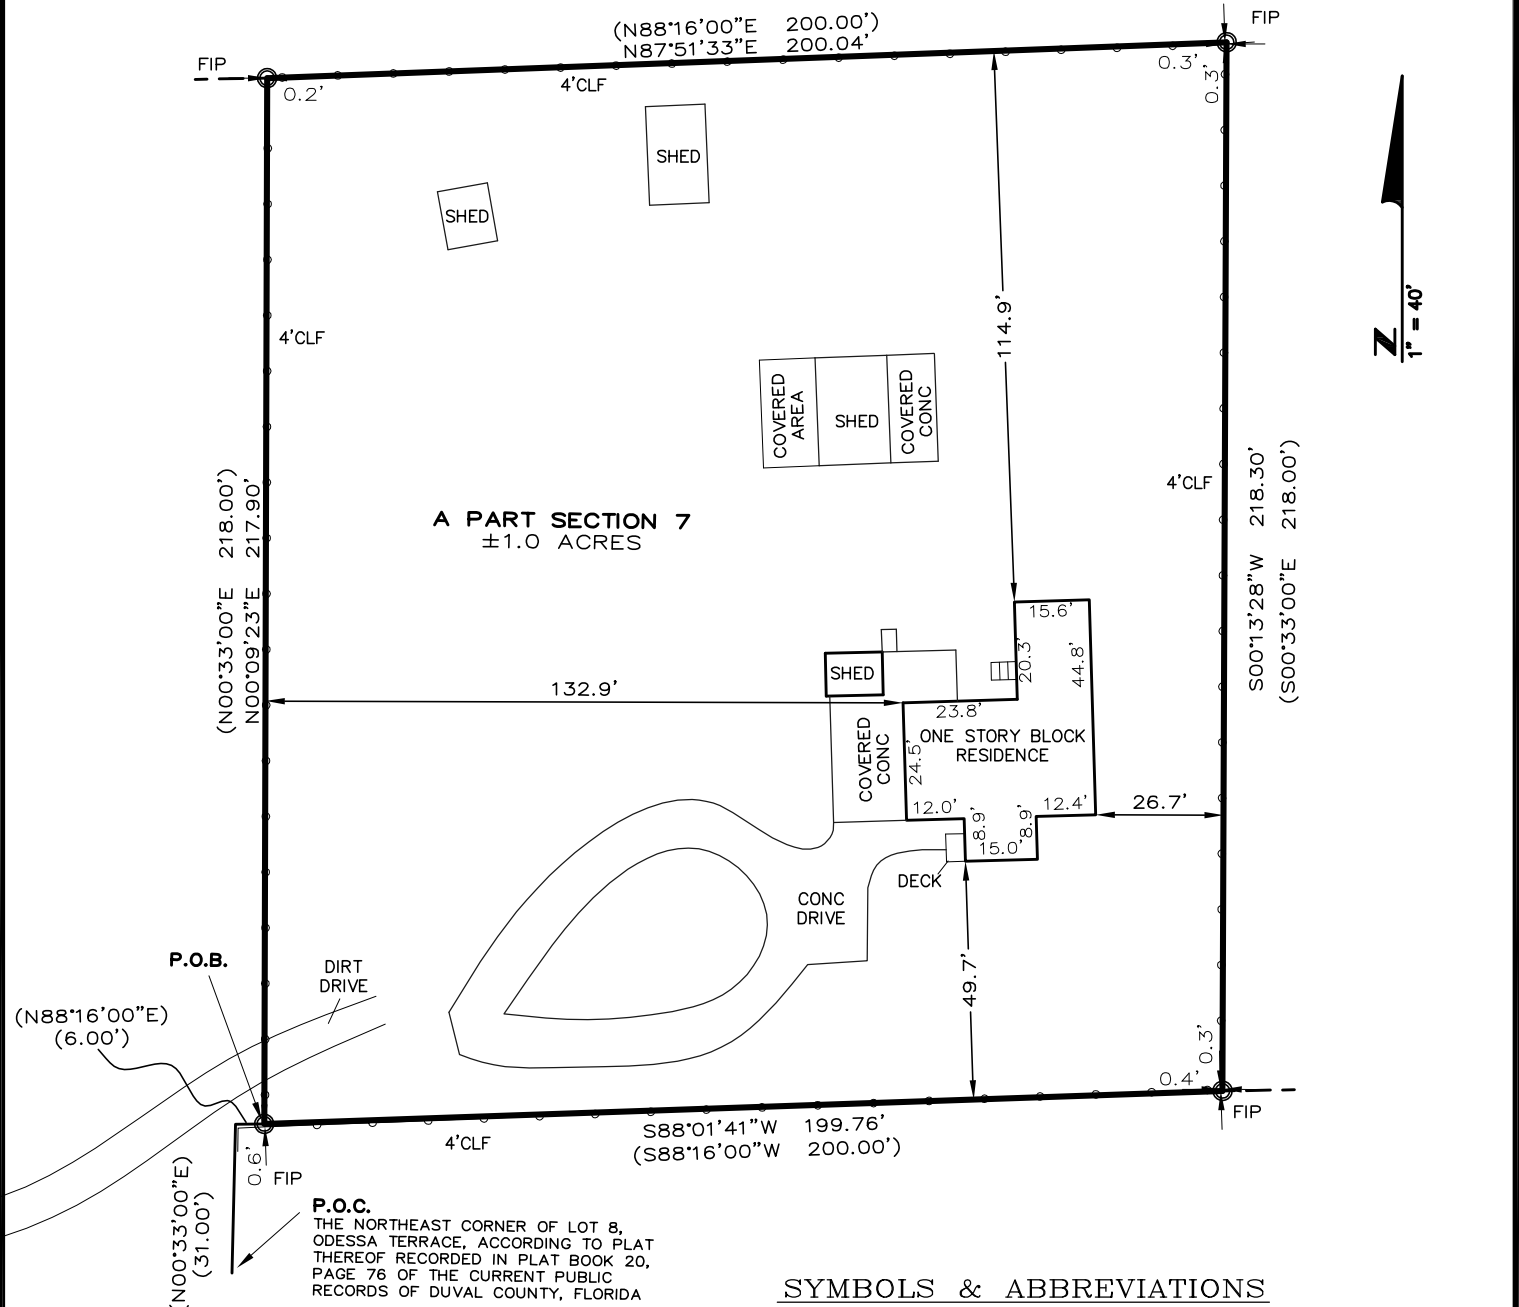 (N88°16'00"E 200.00')
N87°51'33"E 200.04'
FIP
FIP
0.2'
4'CLF
0.3'
0.3'
SHED
SHED
114.9'
N
1" = 40'
4'CLF
COVERED
AREA
SHED
COVERED
CONC
4'CLF
(N00°33'00"E 218.00')
N00°09'23"E 217.90'
S00°13'28"W 218.30'
(S00°33'00"E 218.00')
A PART SECTION 7
±1.0 ACRES
15.6'
20.3'
44.8'
SHED
132.9'
23.8'
ONE STORY BLOCK
RESIDENCE
COVERED
CONC
24.5'
12.0'
8.9'
8.9'
12.4'
26.7'
15.0'
DECK
CONC
DRIVE
49.7'
P.O.B.
DIRT
DRIVE
(N88°16'00"E)
(6.00')
0.3'
0.4'
FIP
S88°01'41"W 199.76'
(S88°16'00"W 200.00')
4'CLF
0.6'
FIP
(N00°33'00"E)
(31.00')
P.O.C.
THE NORTHEAST CORNER OF LOT 8,
ODESSA TERRACE, ACCORDING TO PLAT
THEREOF RECORDED IN PLAT BOOK 20,
PAGE 76 OF THE CURRENT PUBLIC
RECORDS OF DUVAL COUNTY, FLORIDA
SYMBOLS & ABBREVIATIONS